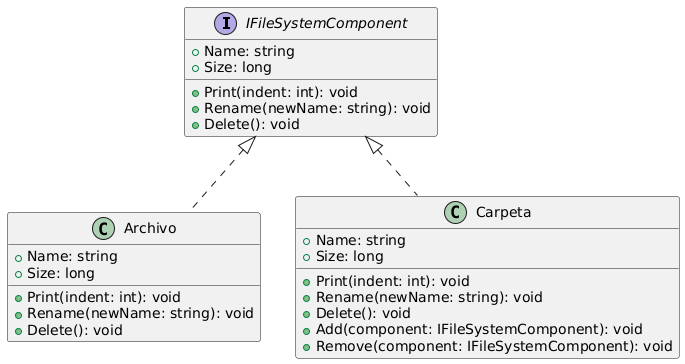 I IFileSystemComponent
Name: string
Size: long
Print(indent: int): void
Rename(newName: string): void
Delete(): void
C Archivo
Name: string
Size: long
Print(indent: int): void
Rename(newName: string): void
Delete(): void
C Carpeta
Name: string
Size: long
Print(indent: int): void
Rename(newName: string): void
Delete(): void
Add(component: IFileSystemComponent): void
Remove(component: IFileSystemComponent): void